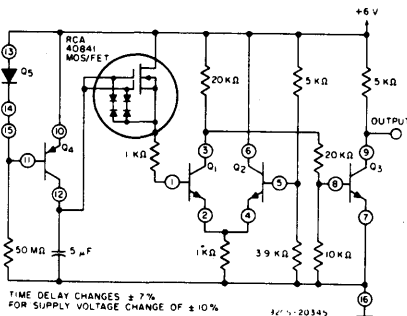 +6 V
RCA
40841
MOS/FET
13
Q5
14
15
10
Q4
11
12
20 KΩ
5 KΩ
5 KΩ
OUTPUT
1 KΩ
3
Q1
1
2
6
Q2
5
4
20 KΩ
9
Q3
8
7
50 MΩ
5 µF
1 KΩ
3.9 KΩ
10 KΩ
16
TIME DELAY CHANGES ± 7%
FOR SUPPLY VOLTAGE CHANGE OF ± 10%